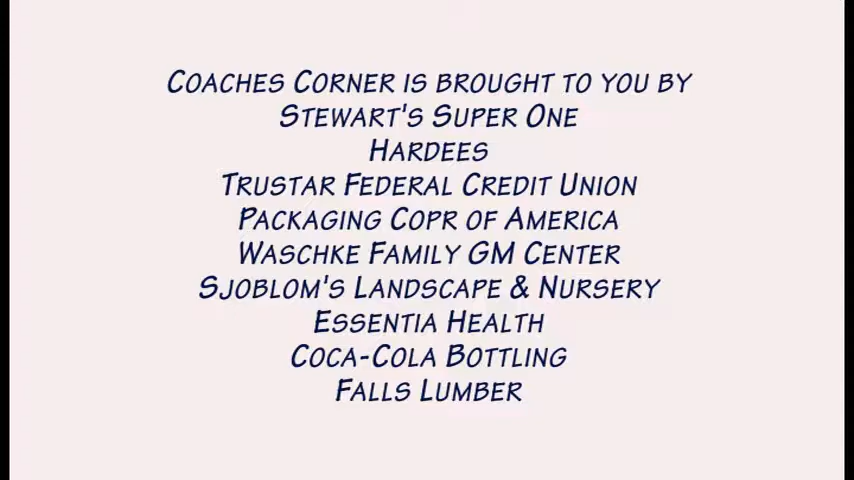 Coaches Corner is brought to you by
Stewart's Super One
Hardees
Trustar Federal Credit Union
Packaging Copr of America
Waschke Family GM Center
Sjoblom's Landscape & Nursery
Essentia Health
Coca-Cola Bottling
Falls Lumber